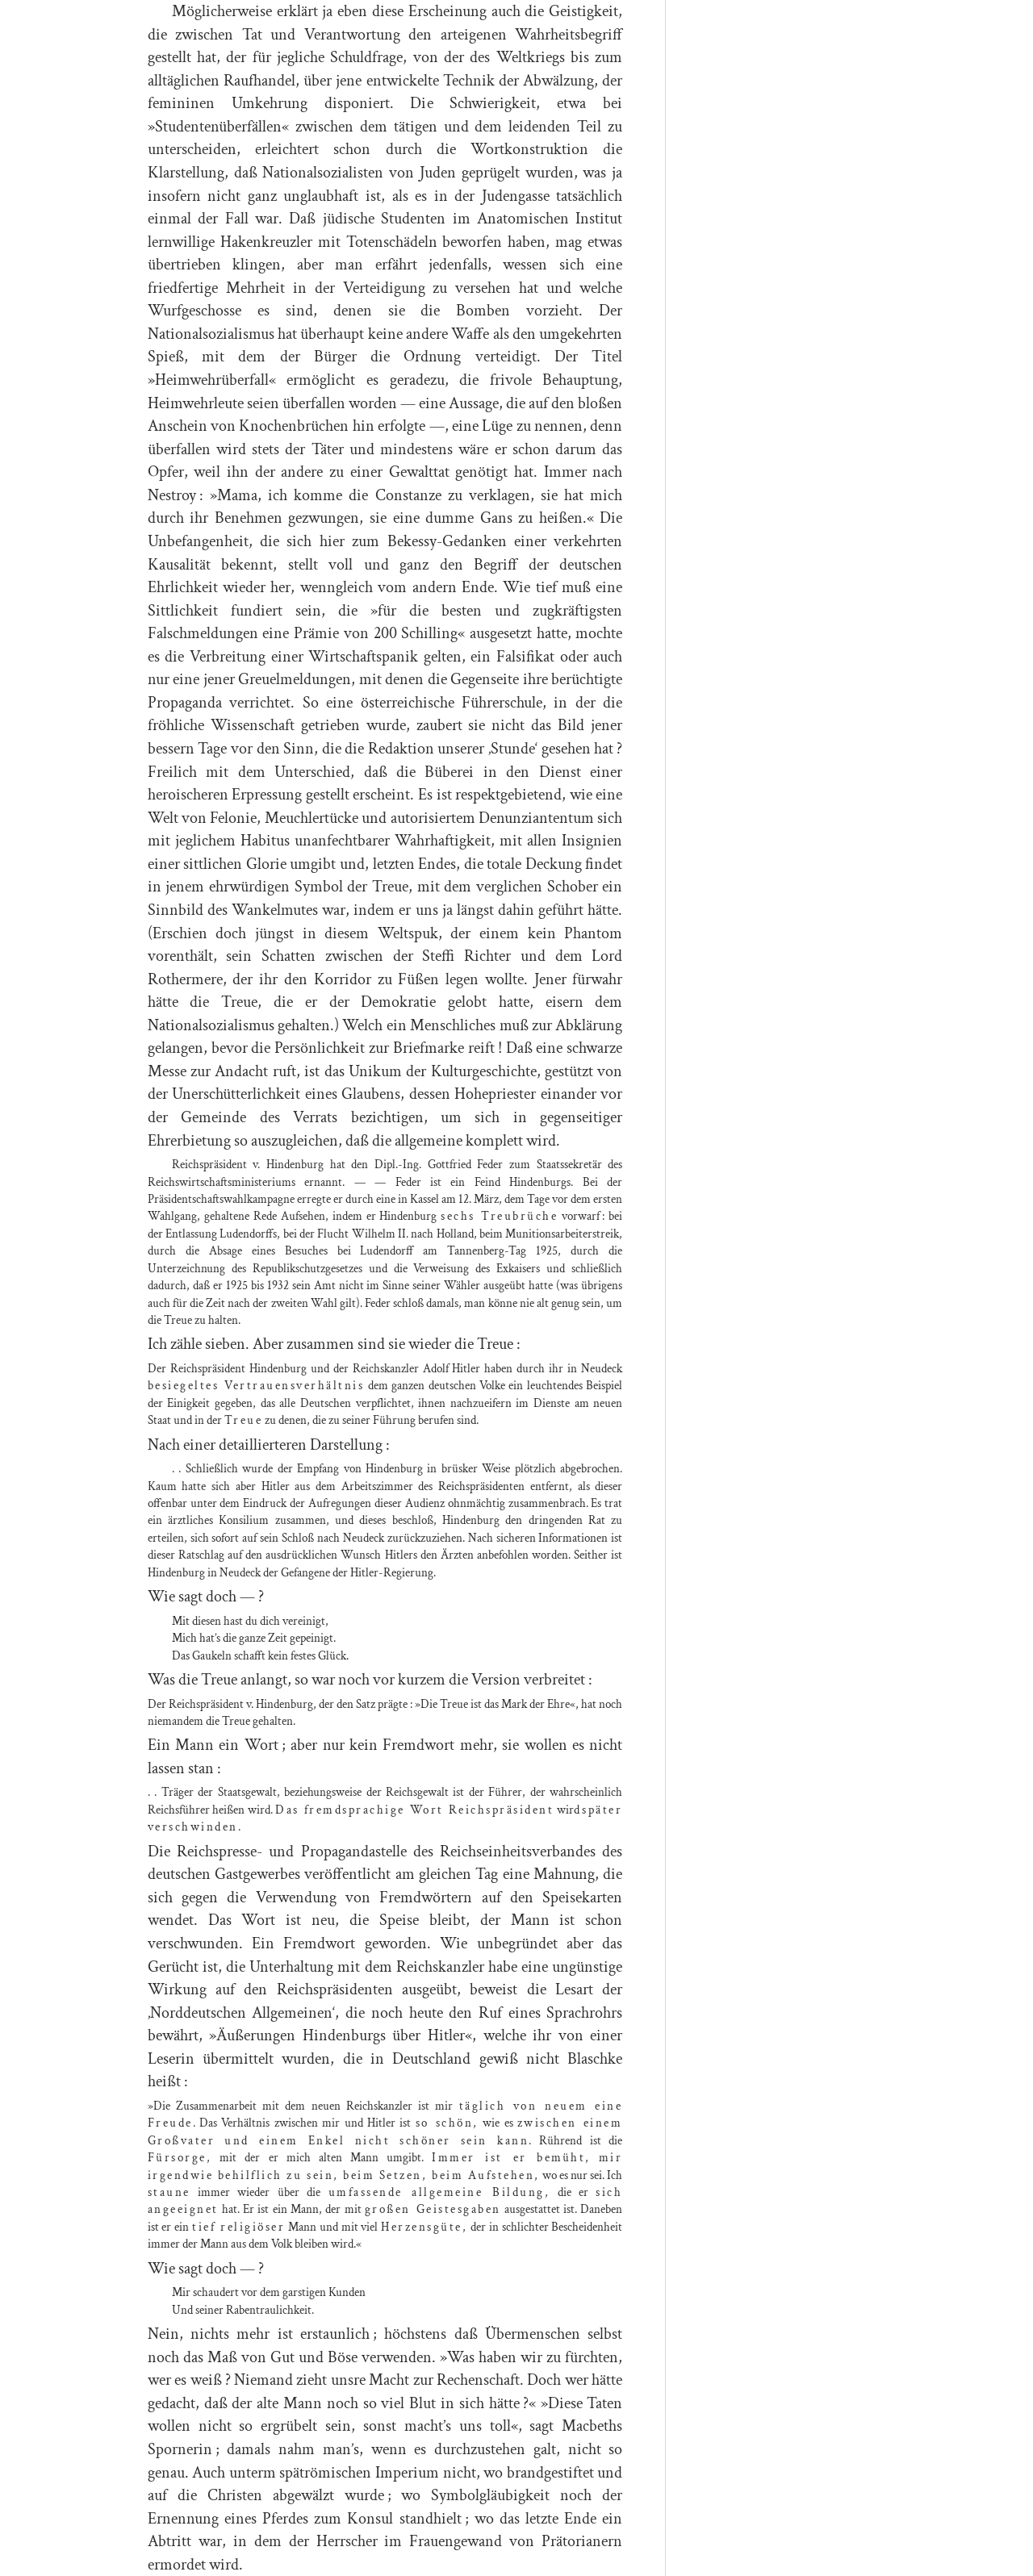 Möglicherweise erklärt ja eben diese Erscheinung auch die Geistigkeit,
die zwischen Tat und Verantwortung den arteigenen Wahrheitsbegriff
gestellt hat, der für jegliche Schuldfrage, von der des Weltkriegs bis zum
alltäglichen Raufhandel, über jene entwickelte Technik der Abwälzung, der
femininen Umkehrung disponiert. Die Schwierigkeit, etwa bei
»Studentenüberfällen« zwischen dem tätigen und dem leidenden Teil zu
unterscheiden, erleichtert schon durch die Wortkonstruktion die
Klarstellung, daß Nationalsozialisten von Juden geprügelt wurden, was ja
insofern nicht ganz unglaubhaft ist, als es in der Judengasse tatsächlich
einmal der Fall war. Daß jüdische Studenten im Anatomischen Institut
lernwillige Hakenkreuzler mit Totenschädeln beworfen haben, mag etwas
übertrieben klingen, aber man erfährt jedenfalls, wessen sich eine
friedfertige Mehrheit in der Verteidigung zu versehen hat und welche
Wurfgeschosse es sind, denen sie die Bomben vorzieht. Der
Nationalsozialismus hat überhaupt keine andere Waffe als den umgekehrten
Spieß, mit dem der Bürger die Ordnung verteidigt. Der Titel
»Heimwehrüberfall« ermöglicht es geradezu, die frivole Behauptung,
Heimwehrleute seien überfallen worden — eine Aussage, die auf den bloßen
Anschein von Knochenbrüchen hin erfolgte —, eine Lüge zu nennen, denn
überfallen wird stets der Täter und mindestens wäre er schon darum das
Opfer, weil ihn der andere zu einer Gewalttat genötigt hat. Immer nach
Nestroy : »Mama, ich komme die Constanze zu verklagen, sie hat mich
durch ihr Benehmen gezwungen, sie eine dumme Gans zu heißen.« Die
Unbefangenheit, die sich hier zum Bekessy-Gedanken einer verkehrten
Kausalität bekennt, stellt voll und ganz den Begriff der deutschen
Ehrlichkeit wieder her, wenngleich vom andern Ende. Wie tief muß eine
Sittlichkeit fundiert sein, die »für die besten und zugkräftigsten
Falschmeldungen eine Prämie von 200 Schilling« ausgesetzt hatte, mochte
es die Verbreitung einer Wirtschaftspanik gelten, ein Falsifikat oder auch
nur eine jener Greuelmeldungen, mit denen die Gegenseite ihre berüchtigte
Propaganda verrichtet. So eine österreichische Führerschule, in der die
fröhliche Wissenschaft getrieben wurde, zaubert sie nicht das Bild jener
bessern Tage vor den Sinn, die die Redaktion unserer ‚Stunde‘ gesehen hat ?
Freilich mit dem Unterschied, daß die Büberei in den Dienst einer
heroischeren Erpressung gestellt erscheint. Es ist respektgebietend, wie eine
Welt von Felonie, Meuchlertücke und autorisiertem Denunziantentum sich
mit jeglichem Habitus unanfechtbarer Wahrhaftigkeit, mit allen Insignien
einer sittlichen Glorie umgibt und, letzten Endes, die totale Deckung findet
in jenem ehrwürdigen Symbol der Treue, mit dem verglichen Schober ein
Sinnbild des Wankelmutes war, indem er uns ja längst dahin geführt hätte.
(Erschien doch jüngst in diesem Weltspuk, der einem kein Phantom
vorenthält, sein Schatten zwischen der Steffi Richter und dem Lord
Rothermere, der ihr den Korridor zu Füßen legen wollte. Jener fürwahr
hätte die Treue, die er der Demokratie gelobt hatte, eisern dem
Nationalsozialismus gehalten.) Welch ein Menschliches muß zur Abklärung
gelangen, bevor die Persönlichkeit zur Briefmarke reift ! Daß eine schwarze
Messe zur Andacht ruft, ist das Unikum der Kulturgeschichte, gestützt von
der Unerschütterlichkeit eines Glaubens, dessen Hohepriester einander vor
der Gemeinde des Verrats bezichtigen, um sich in gegenseitiger
Ehrerbietung so auszugleichen, daß die allgemeine komplett wird.
Reichspräsident v. Hindenburg hat den Dipl.-Ing. Gottfried Feder zum Staatssekretär des
Reichswirtschaftsministeriums ernannt. — — Feder ist ein Feind Hindenburgs. Bei der
Präsidentschaftswahlkampagne erregte er durch eine in Kassel am 12. März, dem Tage vor dem ersten
Wahlgang, gehaltene Rede Aufsehen, indem er Hindenburg sechs Treubrüche vorwarf : bei
der Entlassung Ludendorffs, bei der Flucht Wilhelm II. nach Holland, beim Munitionsarbeiterstreik,
durch die Absage eines Besuches bei Ludendorff am Tannenberg-Tag 1925, durch die
Unterzeichnung des Republikschutzgesetzes und die Verweisung des Exkaisers und schließlich
dadurch, daß er 1925 bis 1932 sein Amt nicht im Sinne seiner Wähler ausgeübt hatte (was übrigens
auch für die Zeit nach der zweiten Wahl gilt). Feder schloß damals, man könne nie alt genug sein, um
die Treue zu halten.
Ich zähle sieben. Aber zusammen sind sie wieder die Treue :
Der Reichspräsident Hindenburg und der Reichskanzler Adolf Hitler haben durch ihr in Neudeck
besiegeltes Vertrauensverhältnis dem ganzen deutschen Volke ein leuchtendes Beispiel
der Einigkeit gegeben, das alle Deutschen verpflichtet, ihnen nachzueifern im Dienste am neuen
Staat und in der Treue zu denen, die zu seiner Führung berufen sind.
Nach einer detaillierteren Darstellung :
. . Schließlich wurde der Empfang von Hindenburg in brüsker Weise plötzlich abgebrochen.
Kaum hatte sich aber Hitler aus dem Arbeitszimmer des Reichspräsidenten entfernt, als dieser
offenbar unter dem Eindruck der Aufregungen dieser Audienz ohnmächtig zusammenbrach. Es trat
ein ärztliches Konsilium zusammen, und dieses beschloß, Hindenburg den dringenden Rat zu
erteilen, sich sofort auf sein Schloß nach Neudeck zurückzuziehen. Nach sicheren Informationen ist
dieser Ratschlag auf den ausdrücklichen Wunsch Hitlers den Ärzten anbefohlen worden. Seither ist
Hindenburg in Neudeck der Gefangene der Hitler-Regierung.
Wie sagt doch — ?
Mit diesen hast du dich vereinigt,
Mich hat’s die ganze Zeit gepeinigt.
Das Gaukeln schafft kein festes Glück.
Was die Treue anlangt, so war noch vor kurzem die Version verbreitet :
Der Reichspräsident v. Hindenburg, der den Satz prägte : »Die Treue ist das Mark der Ehre«, hat noch
niemandem die Treue gehalten.
Ein Mann ein Wort ; aber nur kein Fremdwort mehr, sie wollen es nicht
lassen stan :
. . Träger der Staatsgewalt, beziehungsweise der Reichsgewalt ist der Führer, der wahrscheinlich
Reichsführer heißen wird. Das fremdsprachige Wort Reichspräsident wird später
verschwinden.
Die Reichspresse- und Propagandastelle des Reichseinheitsverbandes des
deutschen Gastgewerbes veröffentlicht am gleichen Tag eine Mahnung, die
sich gegen die Verwendung von Fremdwörtern auf den Speisekarten
wendet. Das Wort ist neu, die Speise bleibt, der Mann ist schon
verschwunden. Ein Fremdwort geworden. Wie unbegründet aber das
Gerücht ist, die Unterhaltung mit dem Reichskanzler habe eine ungünstige
Wirkung auf den Reichspräsidenten ausgeübt, beweist die Lesart der
‚Norddeutschen Allgemeinen‘, die noch heute den Ruf eines Sprachrohrs
bewährt, »Äußerungen Hindenburgs über Hitler«, welche ihr von einer
Leserin übermittelt wurden, die in Deutschland gewiß nicht Blaschke
heißt :
»Die Zusammenarbeit mit dem neuen Reichskanzler ist mir täglich von neuem eine
Freude. Das Verhältnis zwischen mir und Hitler ist so schön, wie es zwischen einem
Großvater und einem Enkel nicht schöner sein kann. Rührend ist die
Fürsorge, mit der er mich alten Mann umgibt. Immer ist er bemüht, mir
irgendwie behilflich zu sein, beim Setzen, beim Aufstehen, wo es nur sei. Ich
staune immer wieder über die umfassende allgemeine Bildung, die er sich
angeeignet hat. Er ist ein Mann, der mit großen Geistesgaben ausgestattet ist. Daneben
ist er ein tief religiöser Mann und mit viel Herzensgüte, der in schlichter Bescheidenheit
immer der Mann aus dem Volk bleiben wird.«
Wie sagt doch — ?
Mir schaudert vor dem garstigen Kunden
Und seiner Rabentraulichkeit.
Nein, nichts mehr ist erstaunlich ; höchstens daß Übermenschen selbst
noch das Maß von Gut und Böse verwenden. »Was haben wir zu fürchten,
wer es weiß ? Niemand zieht unsre Macht zur Rechenschaft. Doch wer hätte
gedacht, daß der alte Mann noch so viel Blut in sich hätte ?« »Diese Taten
wollen nicht so ergrübelt sein, sonst macht’s uns toll«, sagt Macbeths
Spornerin ; damals nahm man’s, wenn es durchzustehen galt, nicht so
genau. Auch unterm spätrömischen Imperium nicht, wo brandgestiftet und
auf die Christen abgewälzt wurde ; wo Symbolgläubigkeit noch der
Ernennung eines Pferdes zum Konsul standhielt ; wo das letzte Ende ein
Abtritt war, in dem der Herrscher im Frauengewand von Prätorianern
ermordet wird.